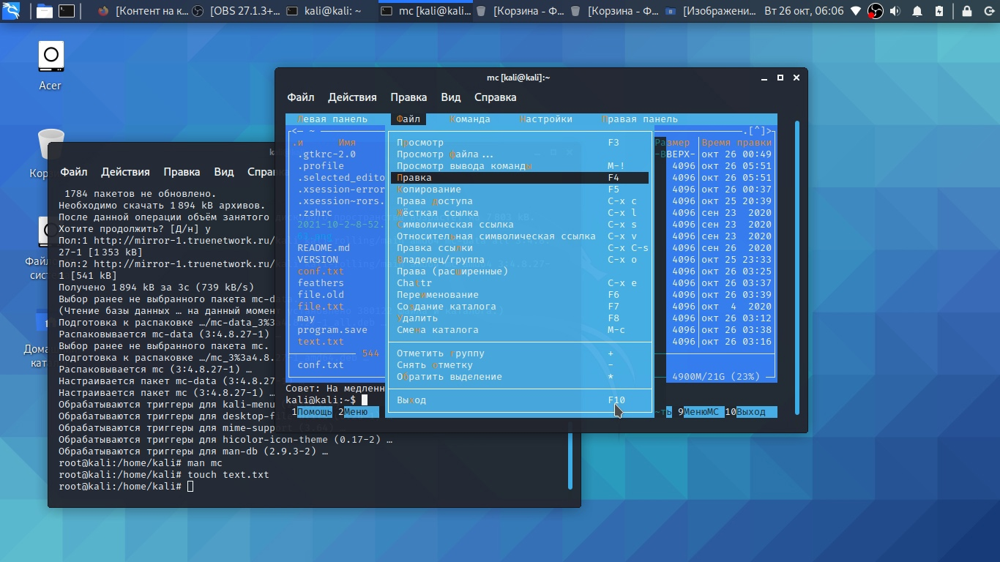 [Контент на к... [OBS 27.1.3+... kali@kali: ~ mc [kali@kali... [Корзина - Ф... [Корзина - Ф... [Изображени... Вт 26 окт, 06:06
Acer
mc [kali@kali]:~
Файл Действия Правка Вид Справка
Левая панель Файл Команда Настройки Правая панель
<— ~ .[^]>
.и Имя Размер Время правки
.gtkrc-2.0 -ВВЕРХ- окт 26 00:49
.profile 4096 окт 26 05:51
.selected_edito 4096 окт 26 05:51
.xsession-error 4096 окт 26 00:37
.xsession~rors. 4096 окт 25 20:39
.zshrc 4096 сен 23 2020
2021-10-2~8-52. 4096 сен 23 2020
4096 сен 23 2020
README.md 4096 сен 26 2020
VERSION 4096 окт 25 23:33
conf.txt 4096 окт 26 03:25
feathers 4096 окт 26 03:37
file.old 4096 окт 26 03:39
file.txt 4096 окт 4 2020
may 4096 окт 26 03:12
program.save 4096 окт 26 03:38
text.txt 4096 окт 26 03:16
544
conf.txt
4900M/21G (23%)
Просмотр F3
Просмотр файла...
Просмотр вывода команды M-!
Правка F4
Копирование F5
Права доступа C-x c
Жёсткая ссылка C-x l
Символическая ссылка C-x s
Относительная символическая ссылка C-x v
Правка ссылки C-x C-s
Владелец/группа C-x o
Права (расширенные)
Chattr C-x e
Переименование F6
Создание каталога F7
Удалить F8
Смена каталога M-c
Отметить группу +
Снять отметку -
Обратить выделение *
Выход F10
Совет: На медленн
kali@kali:~$
1Помощь 2Меню ~ть 9МенюMC 10Выход
Файл Действия Правка Вид Спра
1784 пакетов не обновлено.
Необходимо скачать 1 894 kB архивов.
После данной операции объём занятого
Хотите продолжить? [Д/н] y
Пол:1 http://mirror-1.truenetwork.ru/
27-1 [1 353 kB]
Пол:2 http://mirror-1.truenetwork.ru/
1 [541 kB]
Получено 1 894 kB за 3с (739 kB/s)
Выбор ранее не выбранного пакета mc-d
(Чтение базы данных … на данный момент
Подготовка к распаковке …/mc-data_3%3a
Распаковывается mc-data (3:4.8.27-1)
Выбор ранее не выбранного пакета mc.
Подготовка к распаковке …/mc_3%3a4.8.
Распаковывается mc (3:4.8.27-1) …
Настраивается пакет mc-data (3:4.8.27
Настраивается пакет mc (3:4.8.27-1) …
Обрабатываются триггеры для kali-menu
Обрабатываются триггеры для desktop-fi
Обрабатываются триггеры для mime-support
Обрабатываются триггеры для hicolor-icon-theme (0.17-2) …
Обрабатываются триггеры для man-db (2.9.3-2) …
root@kali:/home/kali# man mc
root@kali:/home/kali# touch text.txt
root@kali:/home/kali#